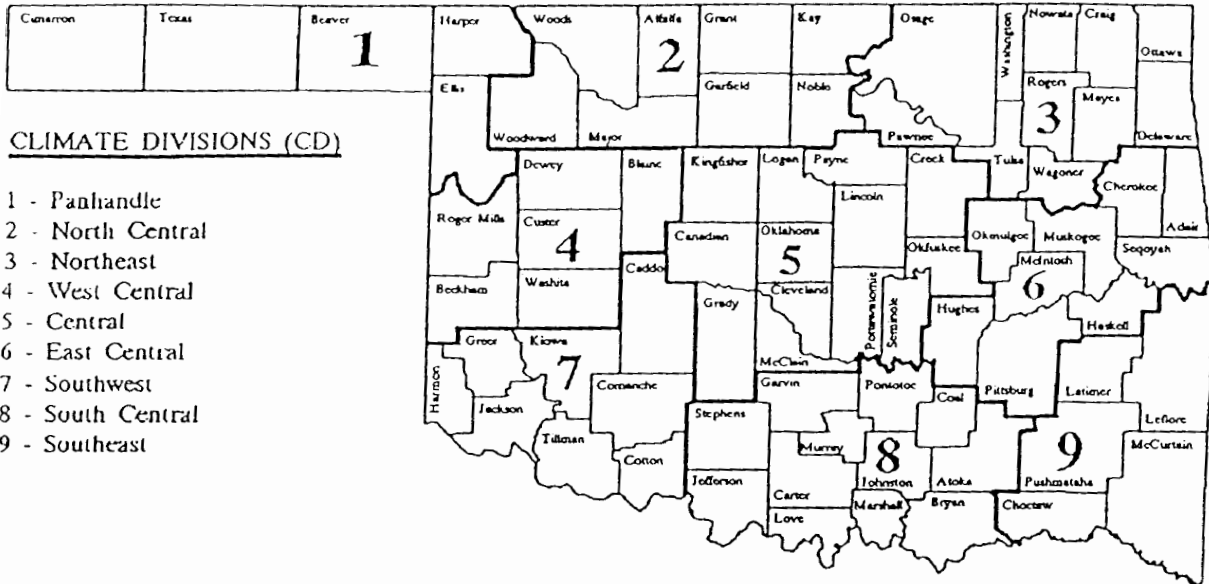 Cimarron Texas Beaver Harper Woods Alfalfa Grant Kay Osage Washington Nowata Craig Ottawa
1 2
Ellis Garfield Noble Rogers Mayes
3
Woodward Major Pawnee Delaware
CLIMATE DIVISIONS (CD)
Dewey Blaine Kingfisher Logan Payne Creek Tulsa Wagoner Cherokee
1 - Panhandle
Lincoln
Roger Mills Custer Canadian Oklahoma Okfuskee Okmulgee Muskogee Sequoyah Adair
2 - North Central
4 5 6
3 - Northeast
Caddo McIntosh
4 - West Central
Beckham Washita Grady Cleveland Pottawatomie Seminole Hughes Haskell
5 - Central
6 - East Central
Greer Kiowa McClain
7 - Southwest
7
Harmon Comanche Garvin Pontotoc Coal Pittsburg Latimer
8 - South Central
Jackson Stephens Leflore
9 - Southeast
Tillman Cotton Murray McCurtain
8 9
Jefferson Carter Johnston Atoka Pushmataha
Love Marshall Bryan Choctaw